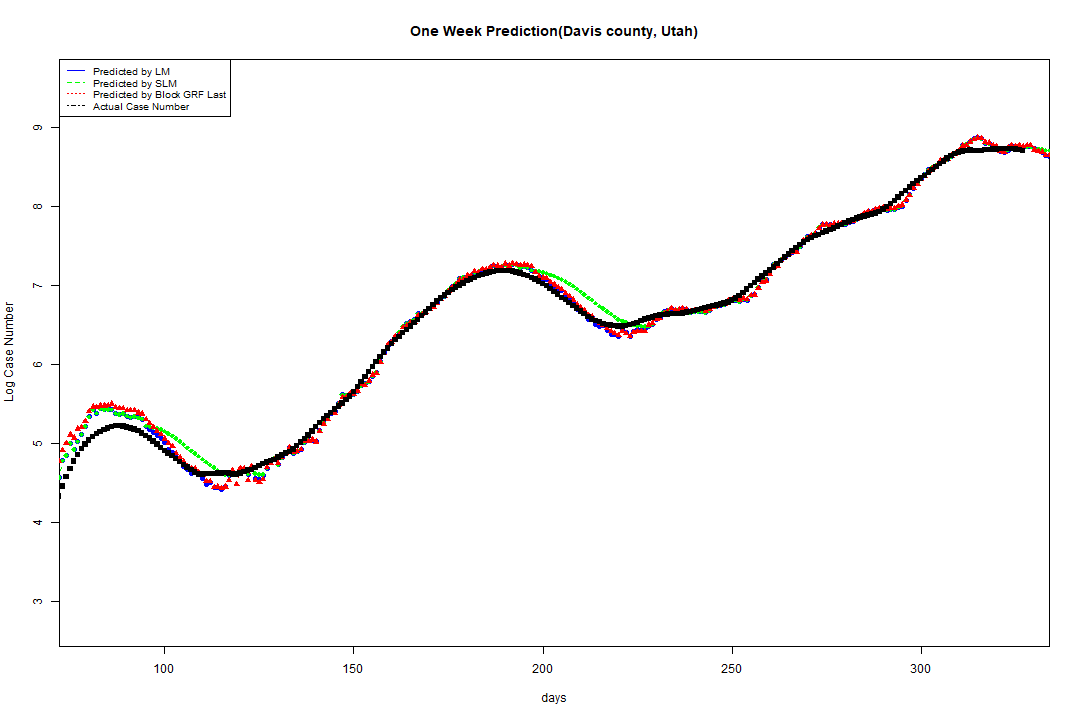 One Week Prediction(Davis county, Utah)
Predicted by LM
Predicted by SLM
Predicted by Block GRF Last
Actual Case Number
Log Case Number
9
8
7
6
5
4
3
100 150 200 250 300
days